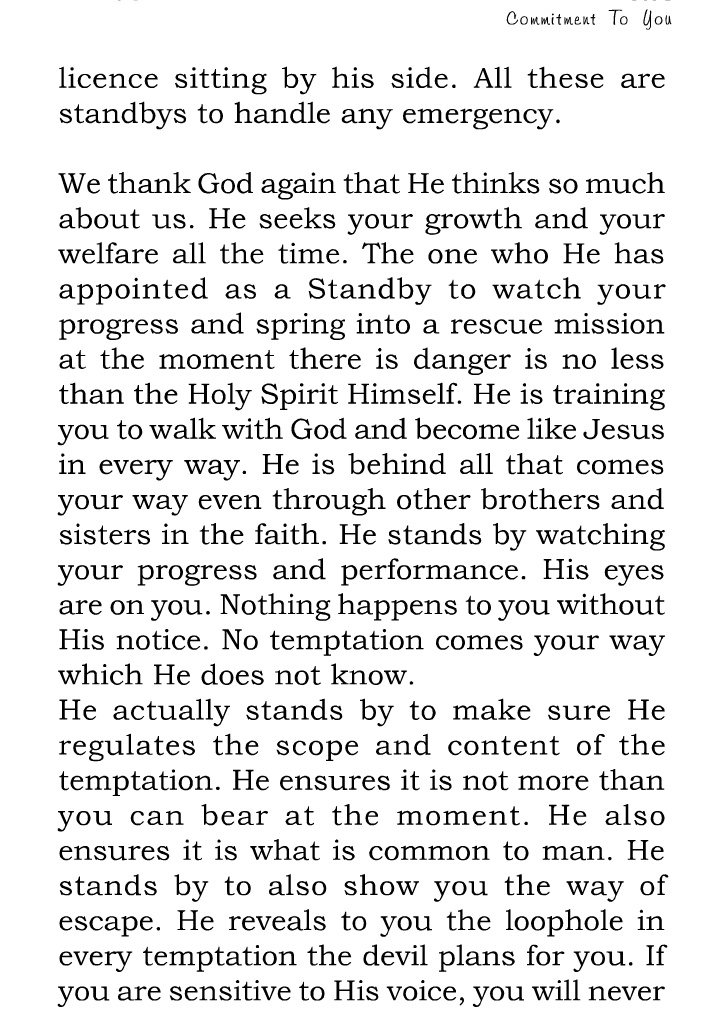 Commitment To You
licence sitting by his side. All these are
standbys to handle any emergency.
We thank God again that He thinks so much
about us. He seeks your growth and your
welfare all the time. The one who He has
appointed as a Standby to watch your
progress and spring into a rescue mission
at the moment there is danger is no less
than the Holy Spirit Himself. He is training
you to walk with God and become like Jesus
in every way. He is behind all that comes
your way even through other brothers and
sisters in the faith. He stands by watching
your progress and performance. His eyes
are on you. Nothing happens to you without
His notice. No temptation comes your way
which He does not know.
He actually stands by to make sure He
regulates the scope and content of the
temptation. He ensures it is not more than
you can bear at the moment. He also
ensures it is what is common to man. He
stands by to also show you the way of
escape. He reveals to you the loophole in
every temptation the devil plans for you. If
you are sensitive to His voice, you will never